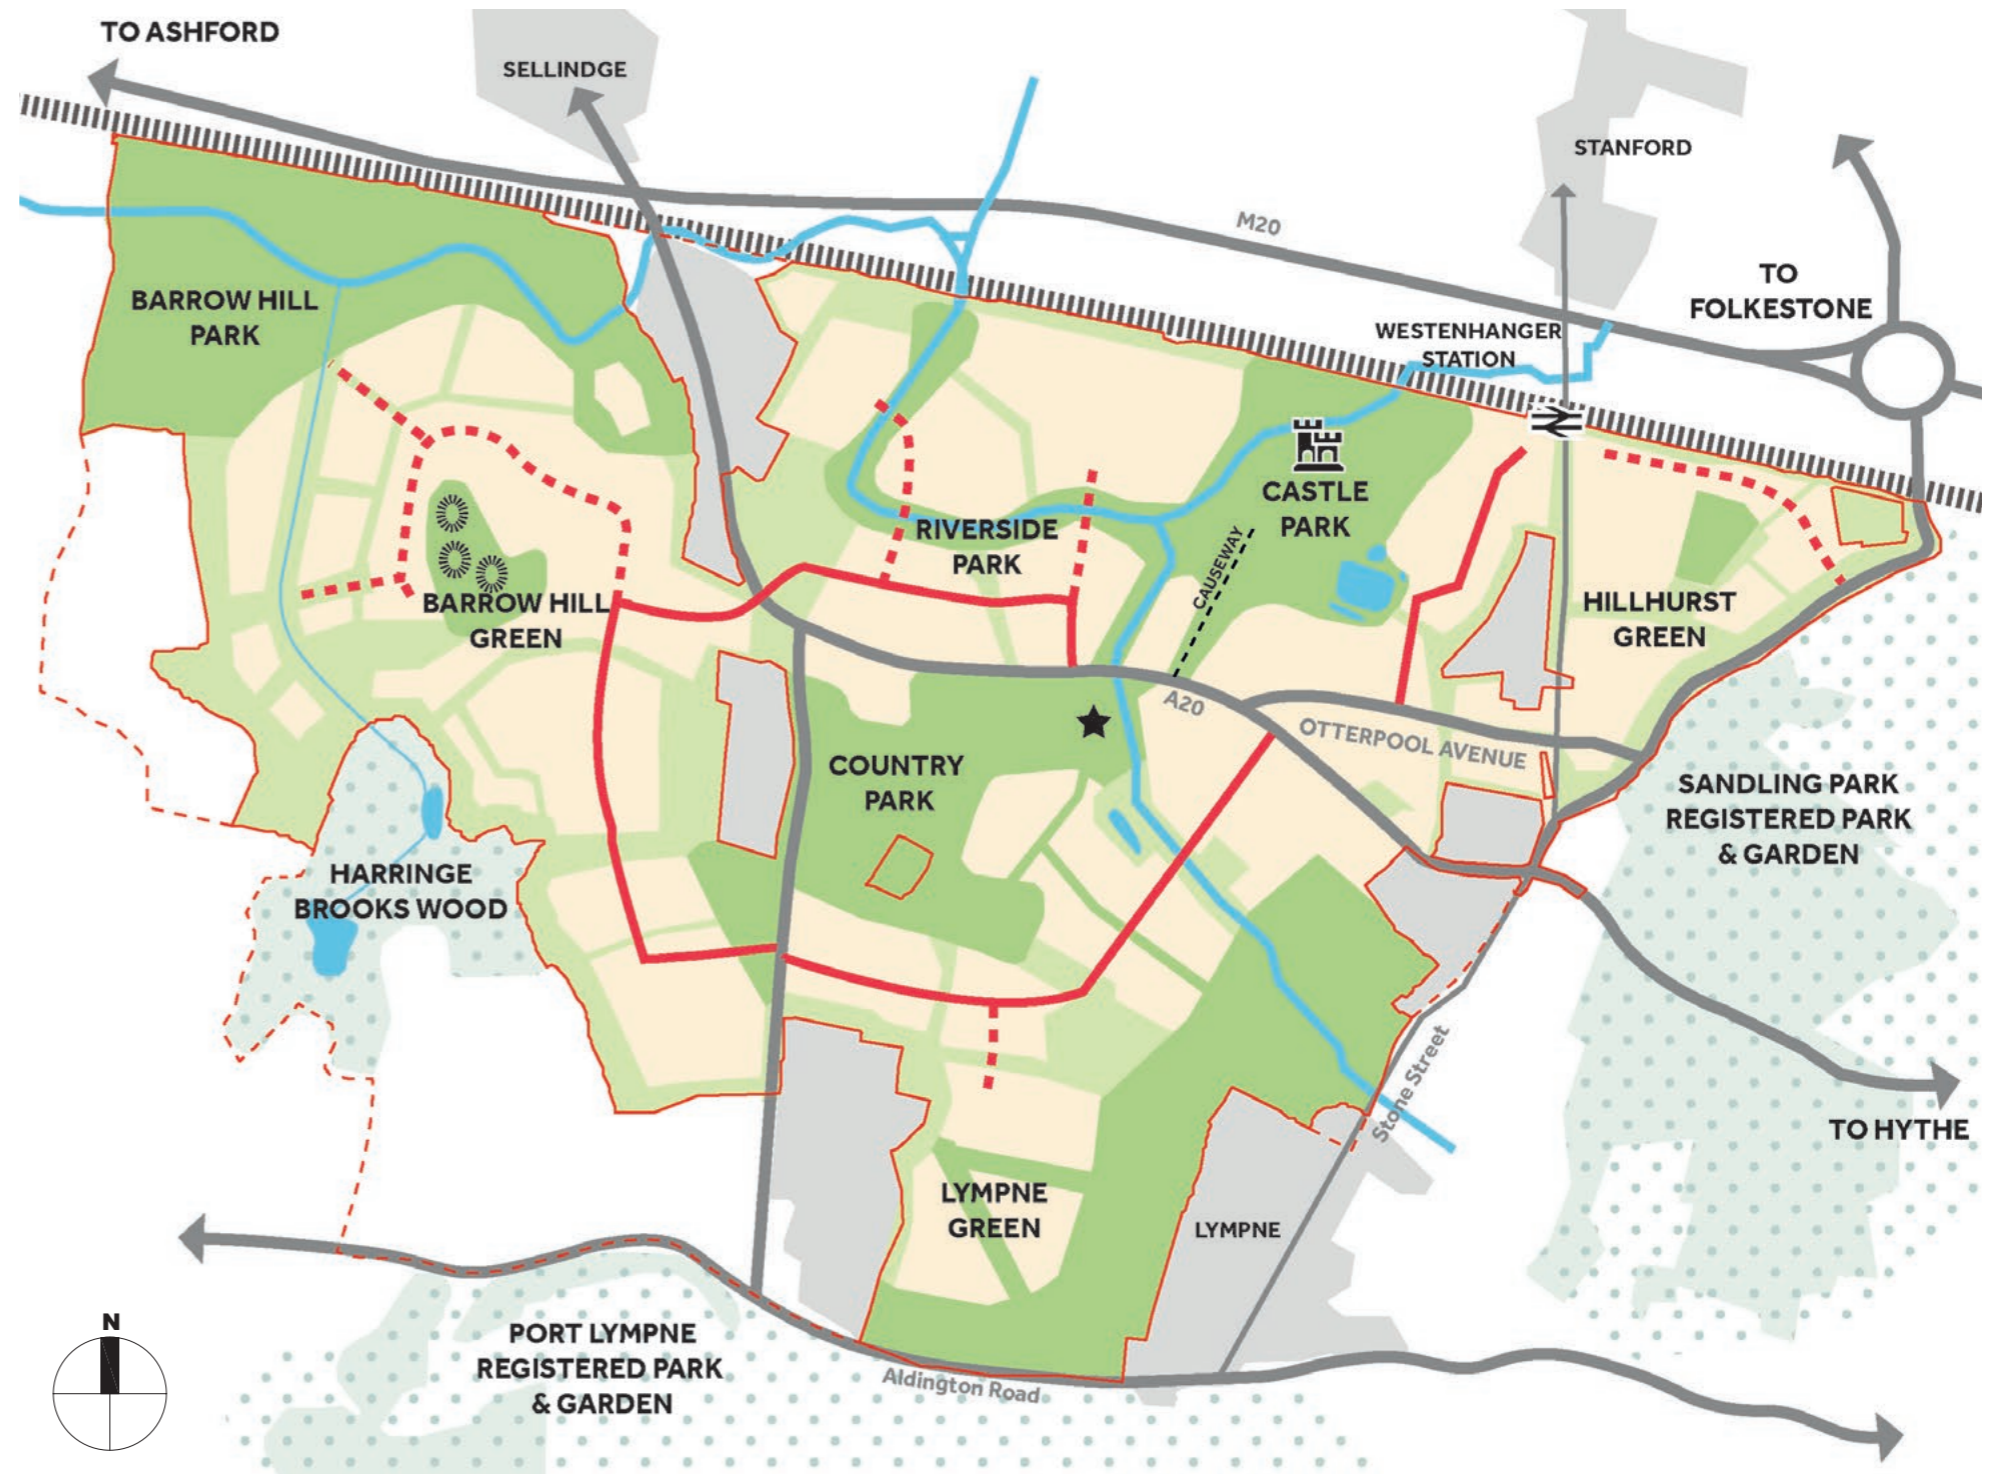 TO ASHFORD
SELLINDGE
STANFORD
M20
TO
FOLKESTONE
BARROW HILL
PARK
WESTENHANGER
STATION
CASTLE
PARK
RIVERSIDE
PARK
CAUSEWAY
BARROW HILL
GREEN
HILLHURST
GREEN
A20
OTTERPOOL AVENUE
COUNTRY
PARK
SANDLING PARK
REGISTERED PARK
& GARDEN
HARRINGE
BROOKS WOOD
Stone Street
TO HYTHE
LYMPNE
GREEN
LYMPNE
N
PORT LYMPNE
REGISTERED PARK
& GARDEN
Aldington Road